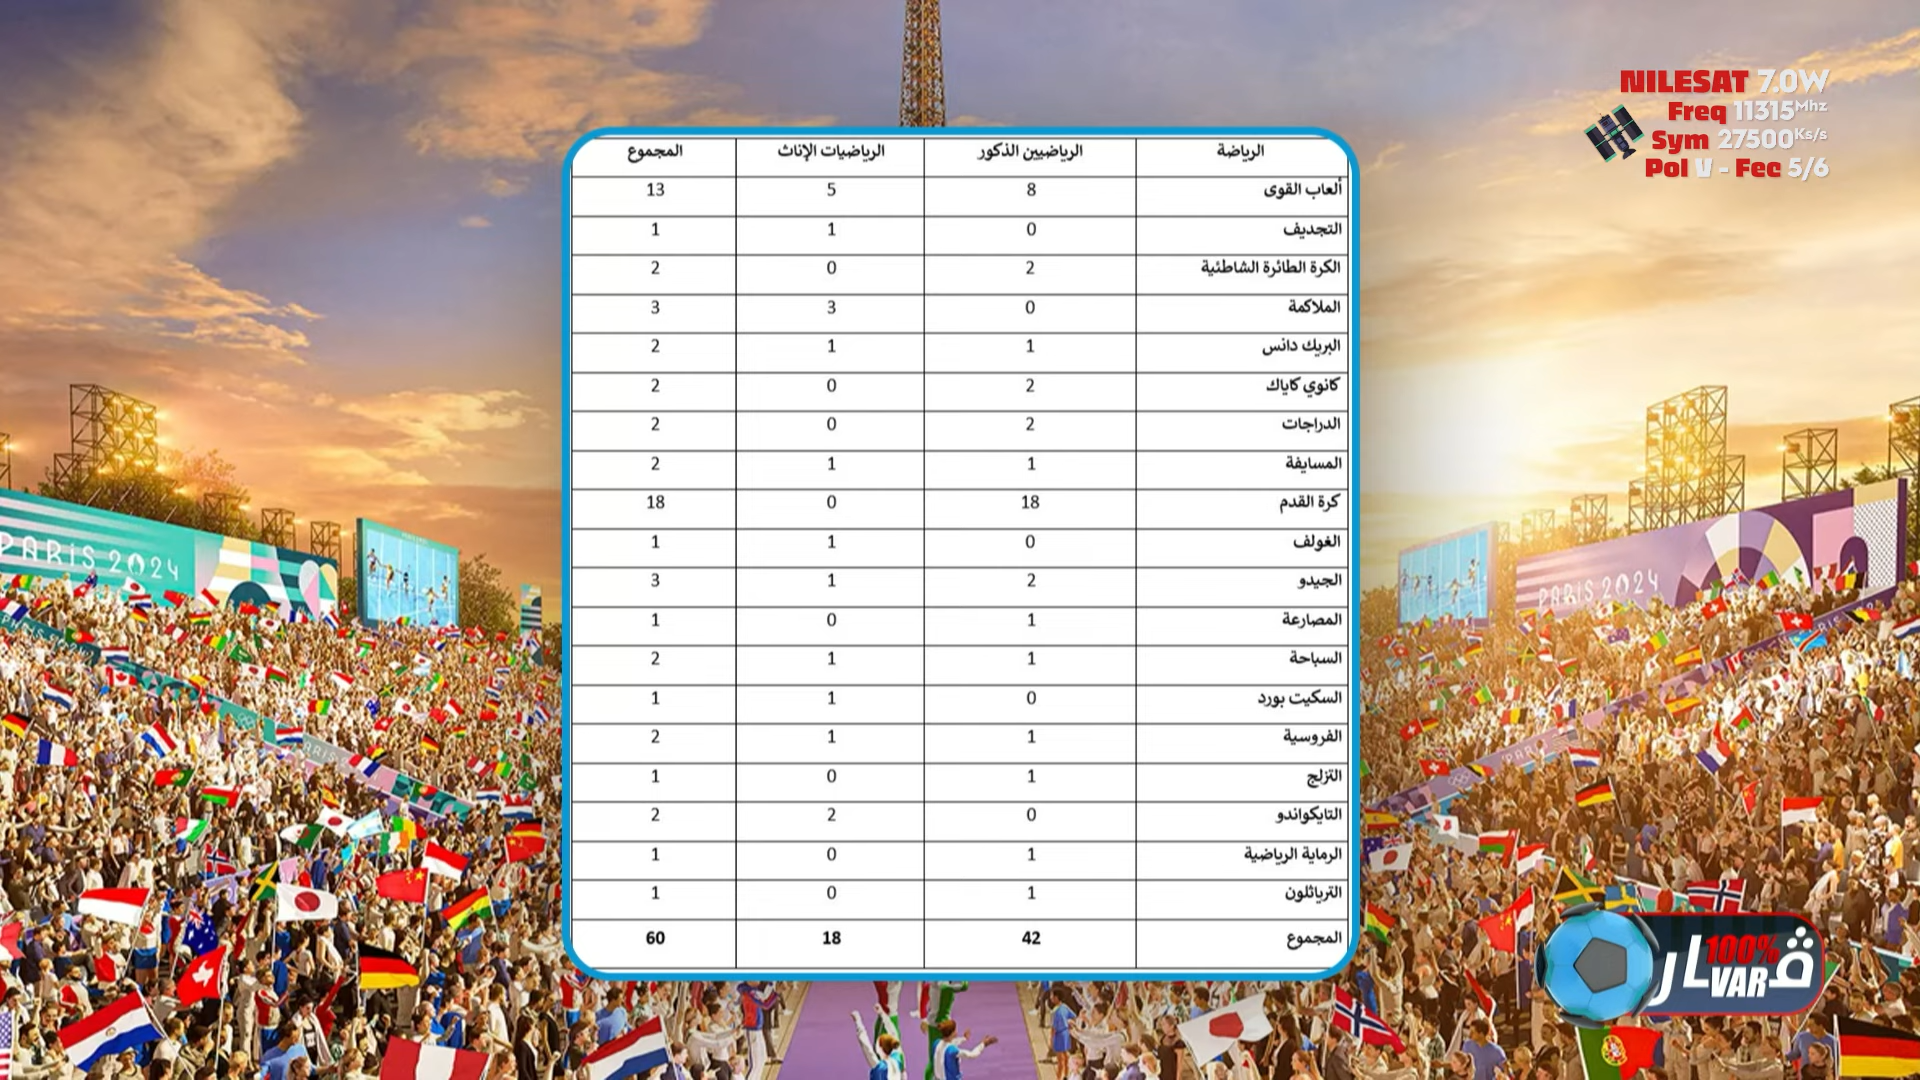 NILESAT 7.0W
Freq 11315Mhz
Sym 27500Ks/s
Pol V - Fec 5/6
الرياضة الرياضيين الذكور الرياضيات الإناث المجموع
ألعاب القوى 8 5 13
التجديف 0 1 1
الكرة الطائرة الشاطئية 2 0 2
الملاكمة 0 3 3
البريك دانس 1 1 2
كانوي كاياك 2 0 2
الدراجات 2 0 2
المسايفة 1 1 2
كرة القدم 18 0 18
الغولف 0 1 1
الجيدو 2 1 3
المصارعة 1 0 1
السباحة 1 1 2
السكيت بورد 0 1 1
الفروسية 1 1 2
التزلج 1 0 1
التايكواندو 0 2 2
الرماية الرياضية 1 0 1
الترياثلون 1 0 1
المجموع 42 18 60
PARIS 2024
PARIS 2024
PARIS
ڤار 100% VAR